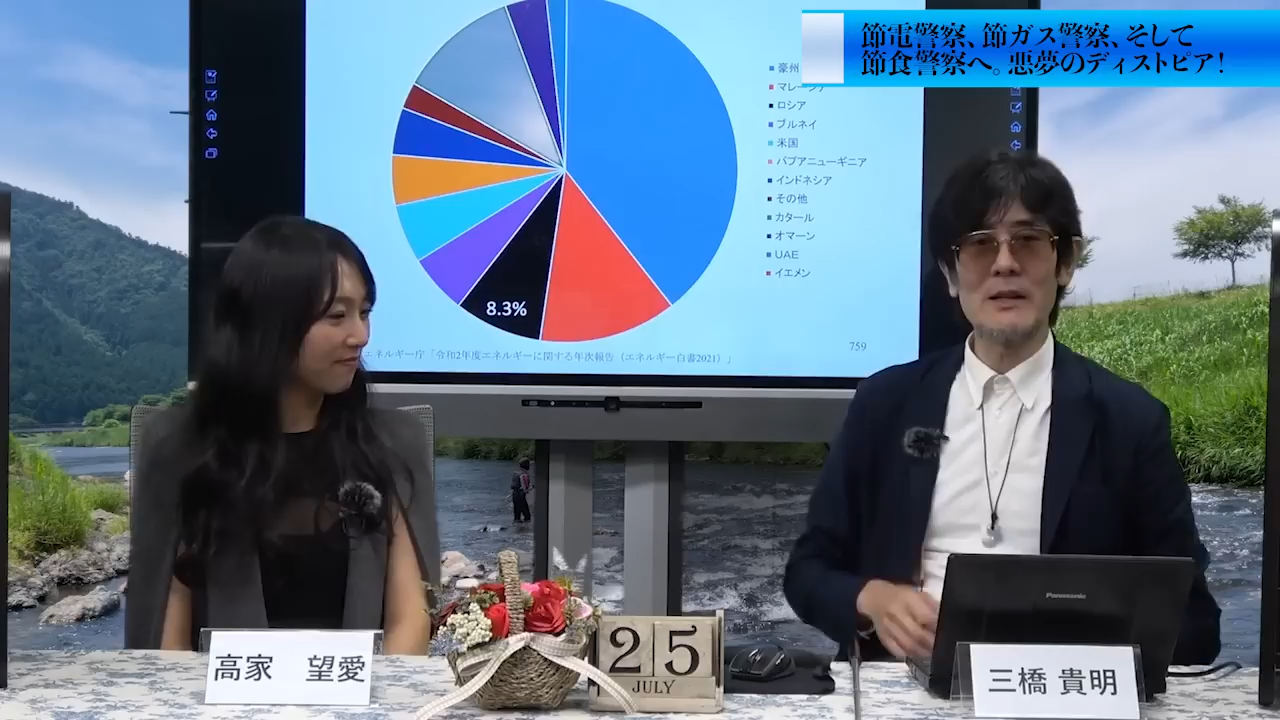 節電警察、節ガス警察、そして
節食警察へ。悪夢のディストピア！
豪州
マレーシア
ロシア
ブルネイ
米国
パプアニューギニア
インドネシア
その他
カタール
オマーン
UAE
イエメン
8.3%
エネルギー庁「令和2年度エネルギーに関する年次報告（エネルギー白書2021）」
759
Panasonic
25
JULY
高家 望愛
三橋 貴明